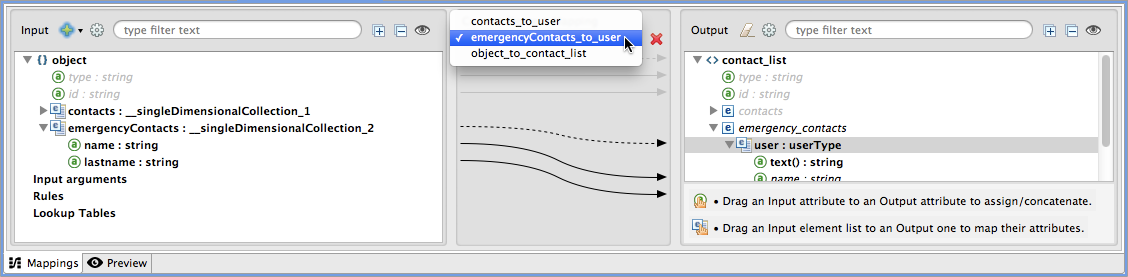 Input
type filter text
object
type : string
id : string
contacts : __singleDimensionalCollection_1
emergencyContacts : __singleDimensionalCollection_2
name : string
lastname : string
Input arguments
Rules
Lookup Tables
contacts_to_user
✓ emergencyContacts_to_user
object_to_contact_list
Output
type filter text
contact_list
type : string
id : string
contacts
emergency_contacts
user : userType
text() : string
name : string
• Drag an Input attribute to an Output attribute to assign/concatenate.
• Drag an Input element list to an Output one to map their attributes.
Mappings
Preview